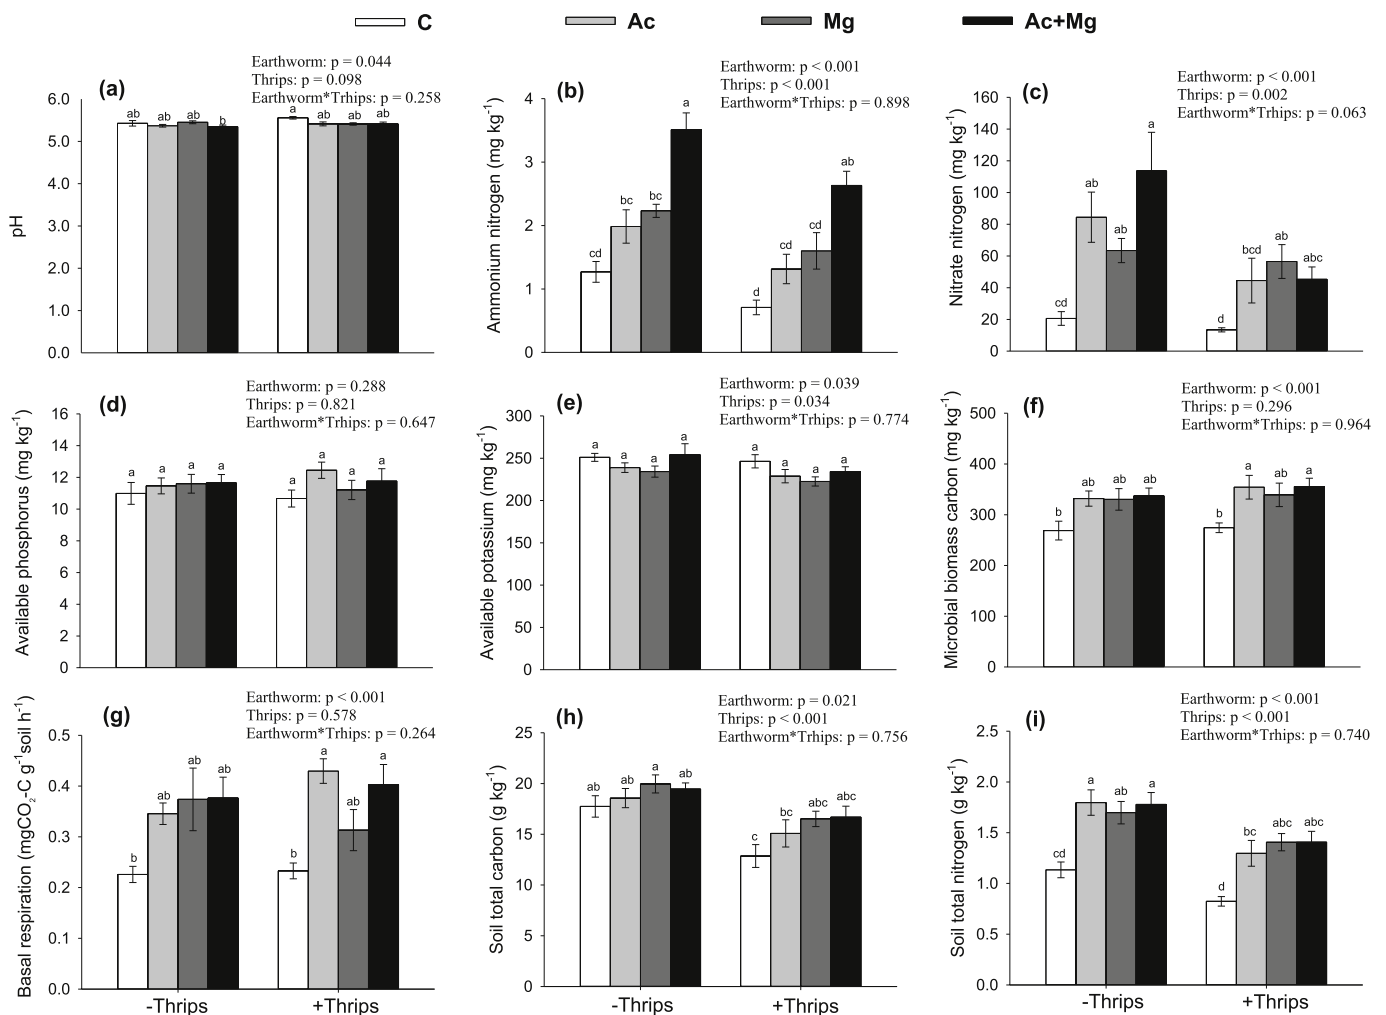 C Ac Mg Ac+Mg
(a)
Earthworm: p = 0.044
Thrips: p = 0.098
Earthworm*Trhips: p = 0.258
pH
6.0
5.0
4.0
3.0
2.0
1.0
0.0
ab ab ab b a ab ab ab
(b)
Earthworm: p < 0.001
Thrips: p < 0.001
Earthworm*Trhips: p = 0.898
Ammonium nitrogen (mg kg-1)
4
3
2
1
0
cd bc bc a d cd cd ab
(c)
Earthworm: p < 0.001
Thrips: p = 0.002
Earthworm*Trhips: p = 0.063
Nitrate nitrogen (mg kg-1)
160
140
120
100
80
60
40
20
0
cd ab ab a d bcd ab abc
(d)
Earthworm: p = 0.288
Thrips: p = 0.821
Earthworm*Trhips: p = 0.647
Available phosphorus (mg kg-1)
16
14
12
10
8
6
4
2
0
a a a a a a a a
(e)
Earthworm: p = 0.039
Thrips: p = 0.034
Earthworm*Trhips: p = 0.774
Available potassium (mg kg-1)
300
250
200
150
100
50
0
a a a a a a a a
(f)
Earthworm: p < 0.001
Thrips: p = 0.296
Earthworm*Trhips: p = 0.964
Microbial biomass carbon (mg kg-1)
500
400
300
200
100
0
b ab ab ab b a ab a
(g)
Earthworm: p < 0.001
Thrips: p = 0.578
Earthworm*Trhips: p = 0.264
Basal respiration (mgCO2-C g-1soil h-1)
0.5
0.4
0.3
0.2
0.1
0.0
b ab ab ab b a ab a
-Thrips +Thrips
(h)
Earthworm: p = 0.021
Thrips: p < 0.001
Earthworm*Trhips: p = 0.756
Soil total carbon (g kg-1)
25
20
15
10
5
0
ab ab a ab c bc abc abc
-Thrips +Thrips
(i)
Earthworm: p < 0.001
Thrips: p < 0.001
Earthworm*Trhips: p = 0.740
Soil total nitrogen (g kg-1)
2.5
2.0
1.5
1.0
0.5
0.0
cd a ab a d bc abc abc
-Thrips +Thrips